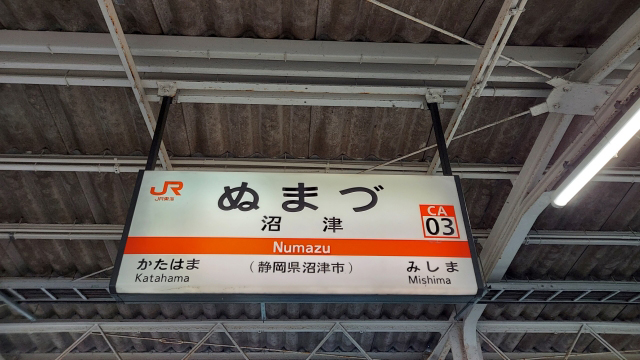 JR
JR東海
ぬまづ
沼津
CA
03
Numazu
かたはま
Katahama
(静岡県沼津市)
みしま
Mishima